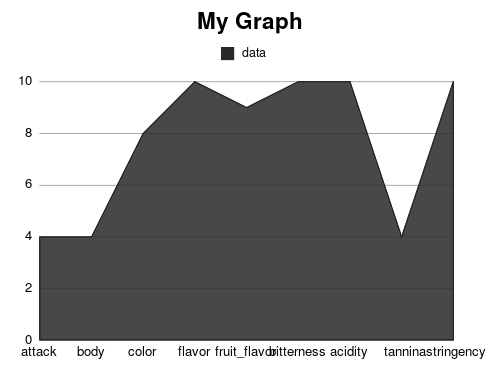 My Graph
data
10
8
6
4
2
0
attack body color flavor fruit_flavor bitterness acidity tannin astringency